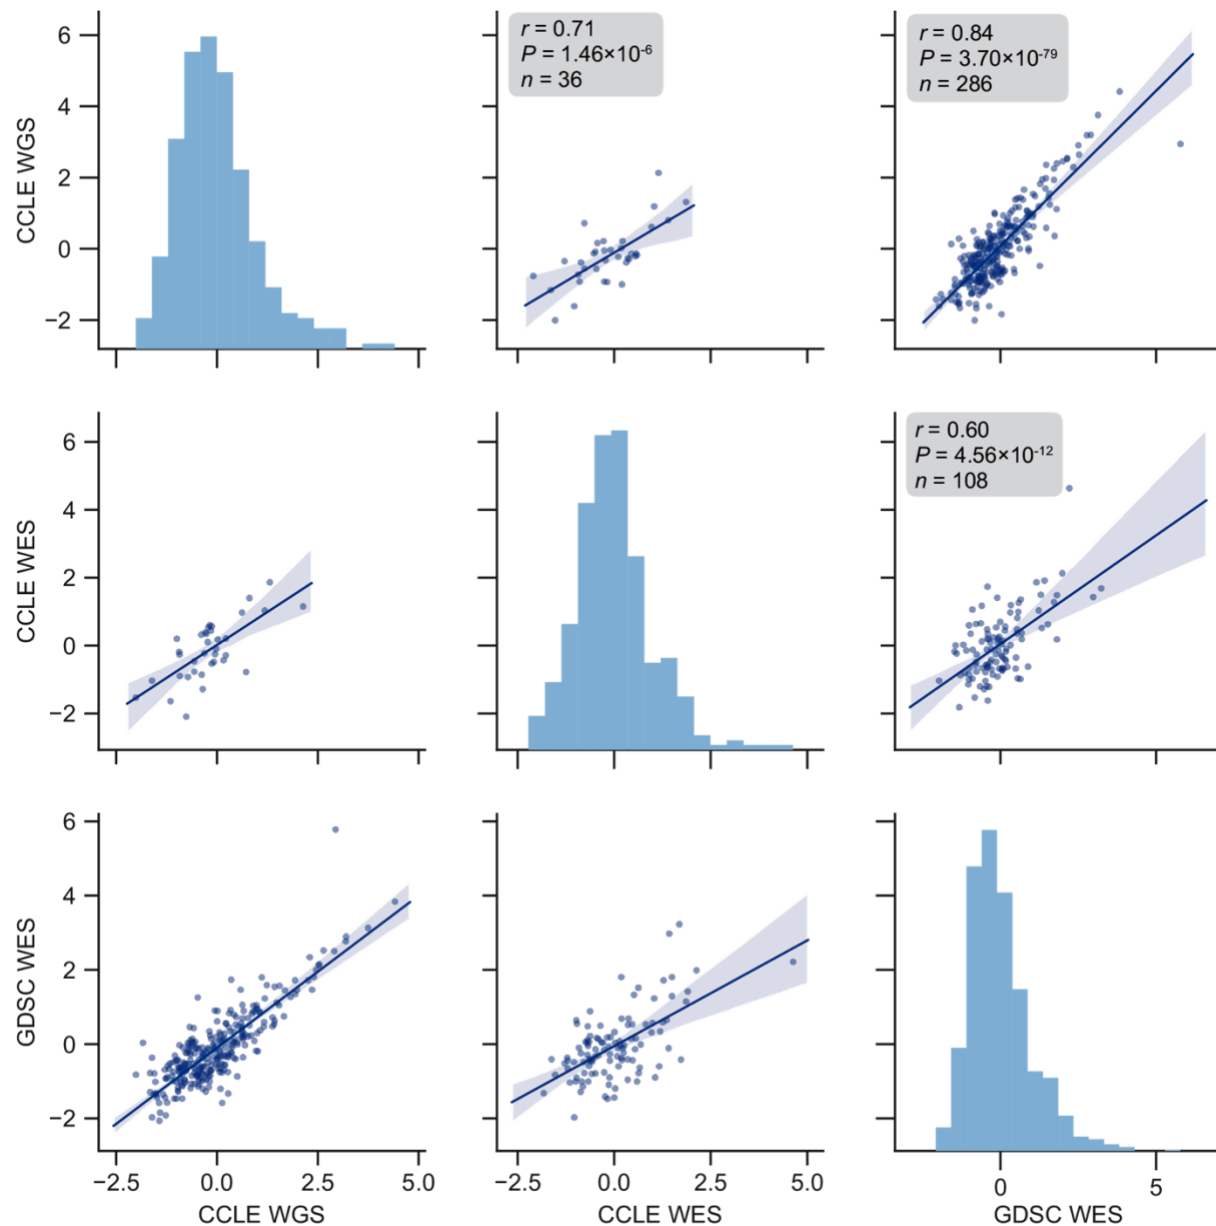 r = 0.71
P = 1.46×10-6
n = 36
r = 0.84
P = 3.70×10-79
n = 286
6
4
2
0
−2
CCLE WGS
r = 0.60
P = 4.56×10-12
n = 108
6
4
2
0
−2
CCLE WES
6
4
2
0
−2
GDSC WES
−2.5 0.0 2.5 5.0
−2.5 0.0 2.5 5.0
0 5
CCLE WGS
CCLE WES
GDSC WES